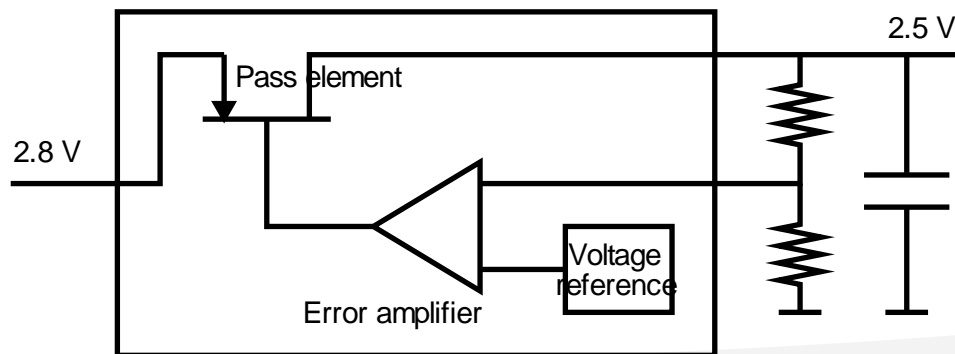 2.5 V
Pass element
2.8 V
Voltage
reference
Error amplifier